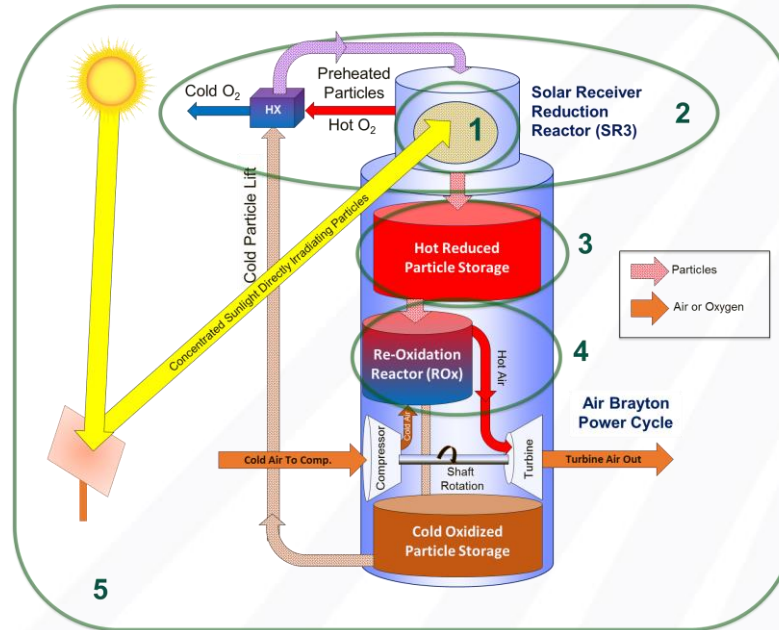 Cold O₂
HX
Preheated
Particles
Hot O₂
1
Solar Receiver
Reduction
Reactor (SR3)
2
Cold Particle Lift
Concentrated Sunlight Directly Irradiating Particles
Hot Reduced
Particle Storage
3
Particles
Air or Oxygen
Re-Oxidation
Reactor (ROx)
Hot Air
4
Cold Air
Air Brayton
Power Cycle
Cold Air To Comp.
Compressor
Shaft
Rotation
Turbine
Turbine Air Out
Cold Oxidized
Particle Storage
5